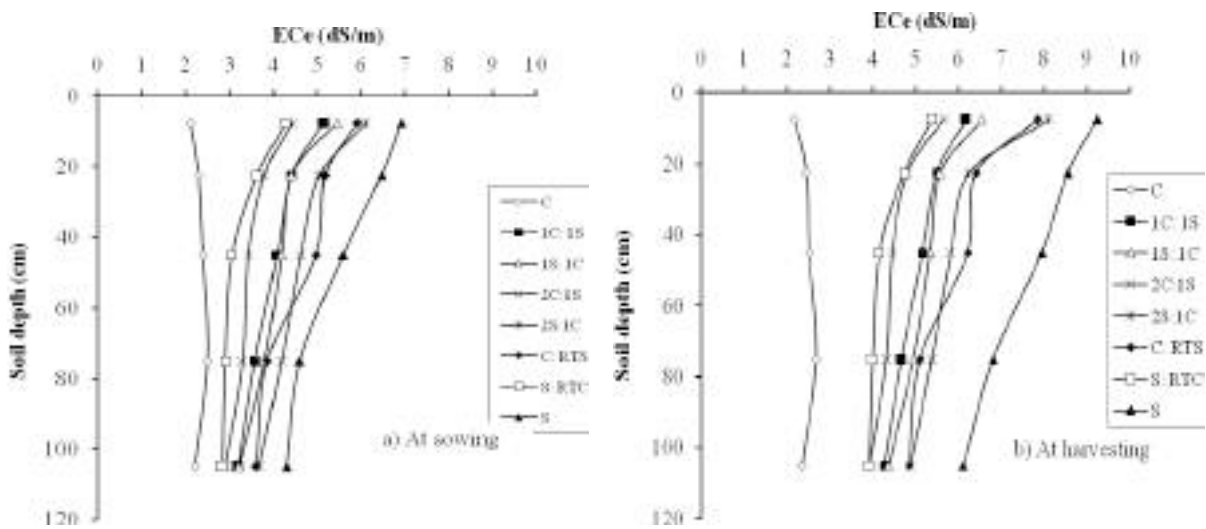 ECe (dS/m)
0 1 2 3 4 5 6 7 8 9 10
0
20
40
60
80
100
120
Soil depth (cm)
C
1C:1S
1S:1C
2C:1S
2S:1C
C:RTS
S:RTC
S
a) At sowing
ECe (dS/m)
0 1 2 3 4 5 6 7 8 9 10
0
20
40
60
80
100
120
Soil depth (cm)
C
1C:1S
1S:1C
2C:1S
2S:1C
C:RTS
S:RTC
S
b) At harvesting